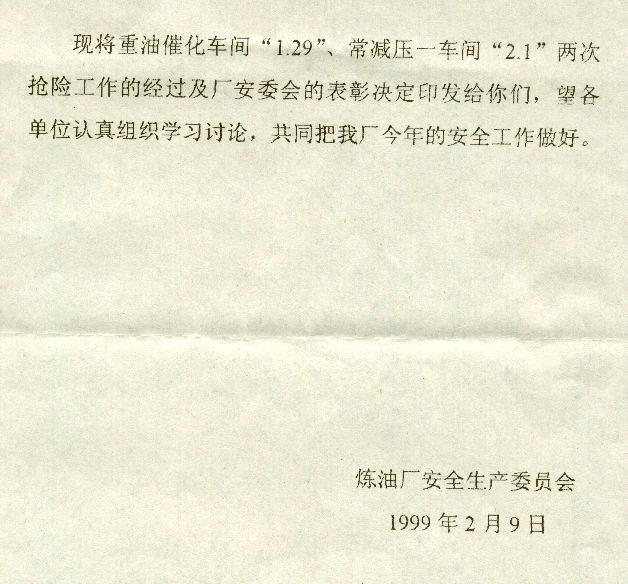 现将重油催化车间“1.29”、常减压一车间“2.1”两次
抢险工作的经过及厂安委会的表彰决定印发给你们，望各
单位认真组织学习讨论，共同把我厂今年的安全工作做好。
炼油厂安全生产委员会
1999 年 2 月 9 日